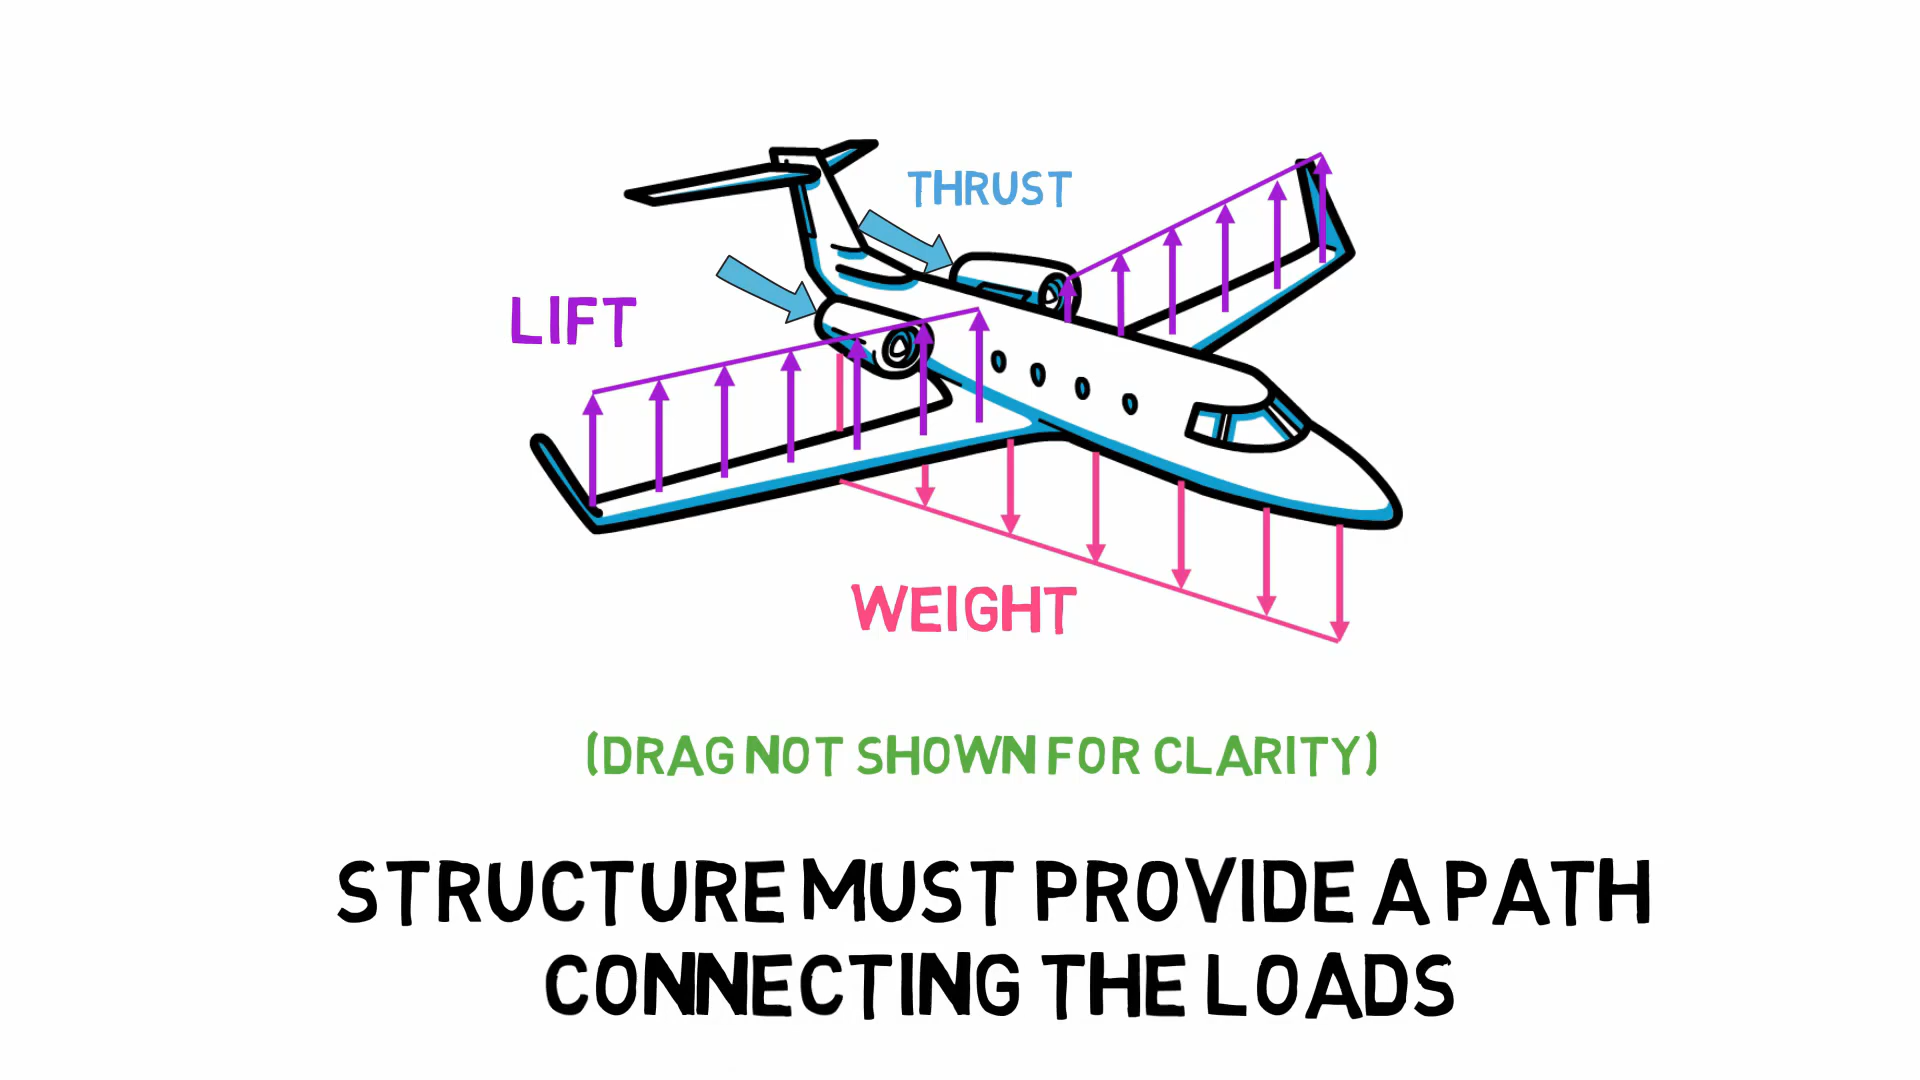 THRUST
LIFT
WEIGHT
(DRAG NOT SHOWN FOR CLARITY)
STRUCTURE MUST PROVIDE A PATH
CONNECTING THE LOADS